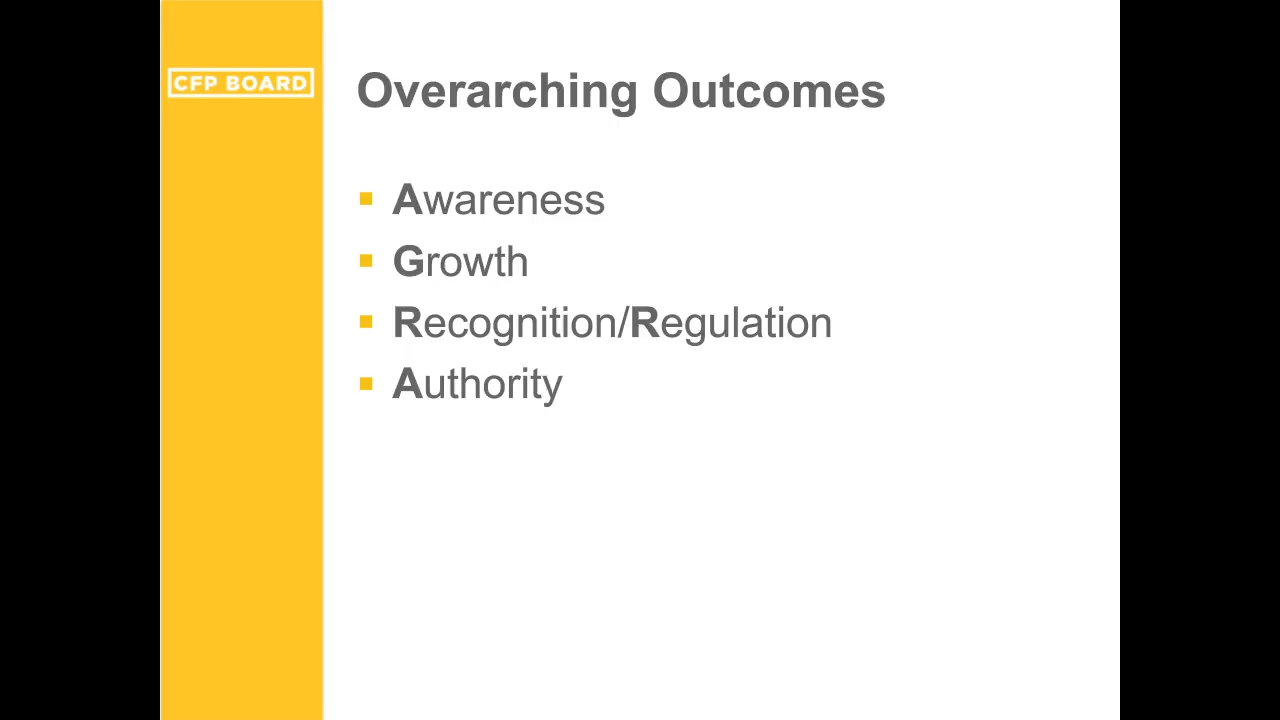 CFP BOARD
Overarching Outcomes
Awareness
Growth
Recognition/Regulation
Authority